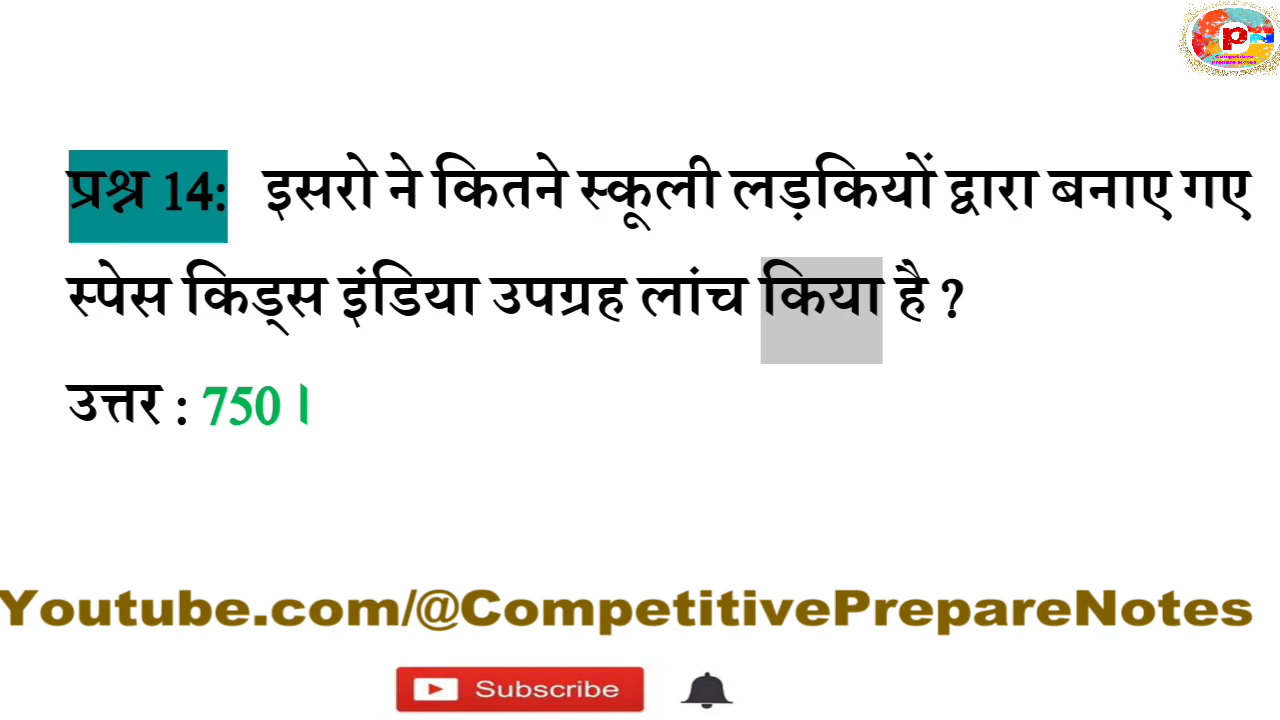 प्रश्न 14: इसरो ने कितने स्कूली लड़कियों द्वारा बनाए गए
स्पेस किड्स इंडिया उपग्रह लांच किया है ?
उत्तर : 750 ।
Youtube.com/@CompetitivePrepareNotes
Subscribe